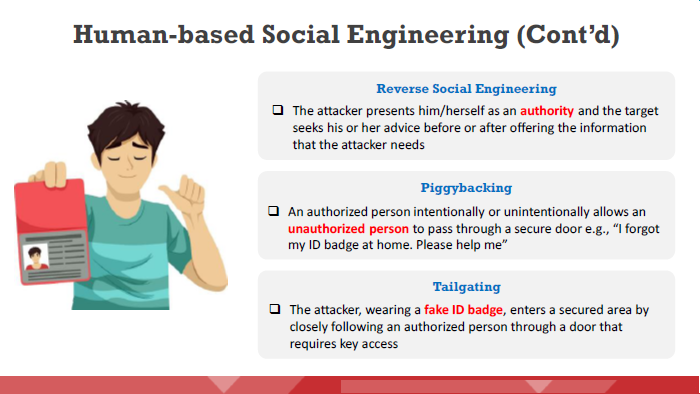 Human-based Social Engineering (Cont’d)
Reverse Social Engineering
❑ The attacker presents him/herself as an authority and the target
seeks his or her advice before or after offering the information
that the attacker needs
Piggybacking
❑ An authorized person intentionally or unintentionally allows an
unauthorized person to pass through a secure door e.g., “I forgot
my ID badge at home. Please help me”
Tailgating
❑ The attacker, wearing a fake ID badge, enters a secured area by
closely following an authorized person through a door that
requires key access